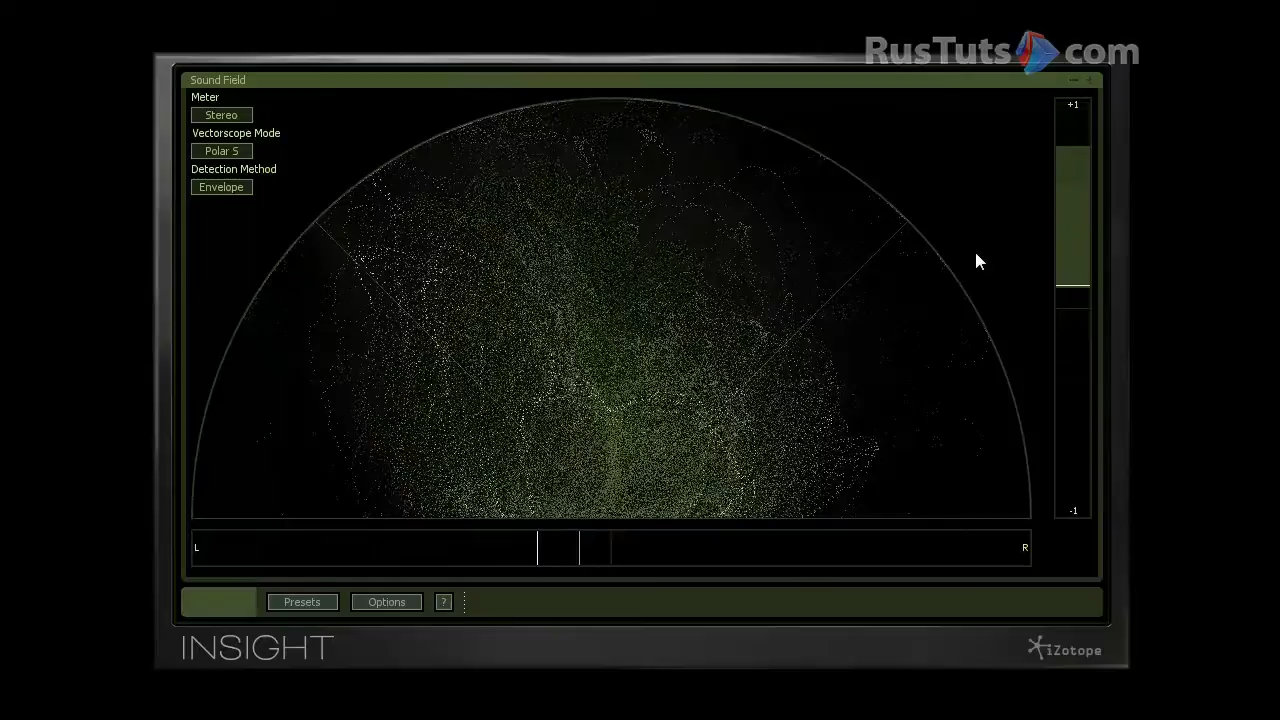 RusTuts.com
Sound Field
Meter
Stereo
Vectorscope Mode
Polar S
Detection Method
Envelope
+1
-1
L
R
Presets
Options
?
INSIGHT
iZotope